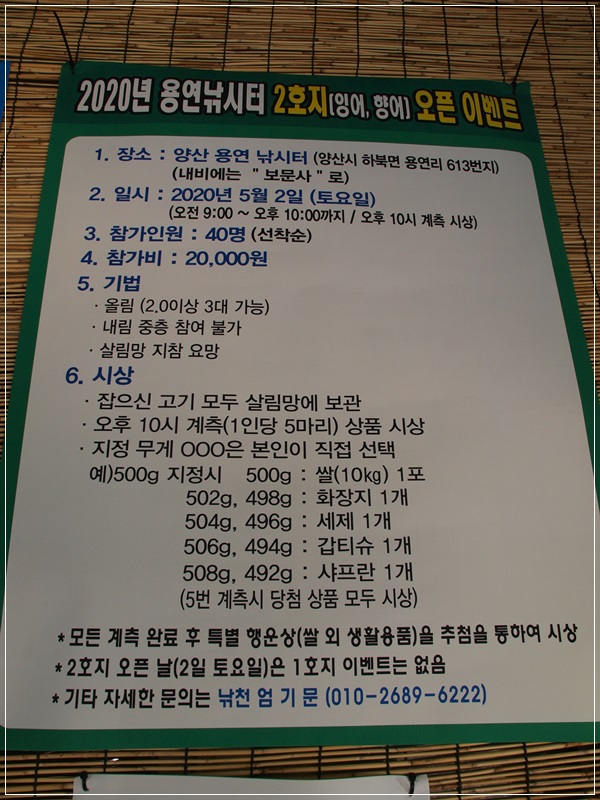 2020년 용연낚시터 2호지(잉어, 향어) 오픈 이벤트
1. 장소 : 양산 용연 낚시터 (양산시 하북면 용연리 613번지)
(내비에는 "보문사"로)
2. 일시 : 2020년 5월 2일 (토요일)
(오전 9:00 ~ 오후 10:00까지 / 오후 10시 계측 시상)
3. 참가인원 : 40명 (선착순)
4. 참가비 : 20,000원
5. 기법
· 올림 (2.0이상 3대 가능)
· 내림 중층 참여 불가
· 살림망 지참 요망
6. 시상
· 잡으신 고기 모두 살림망에 보관
· 오후 10시 계측(1인당 5마리) 상품 시상
· 지정 무게 OOO은 본인이 직접 선택
예)500g 지정시 500g : 쌀(10kg) 1포
502g, 498g : 화장지 1개
504g, 496g : 세제 1개
506g, 494g : 갑티슈 1개
508g, 492g : 샤프란 1개
(5번 계측시 당첨 상품 모두 시상)
* 모든 계측 완료 후 특별 행운상(쌀 외 생활용품)을 추첨을 통하여 시상
* 2호지 오픈 날(2일 토요일)은 1호지 이벤트는 없음
* 기타 자세한 문의는 낚천 엄 기 문 (010-2689-6222)